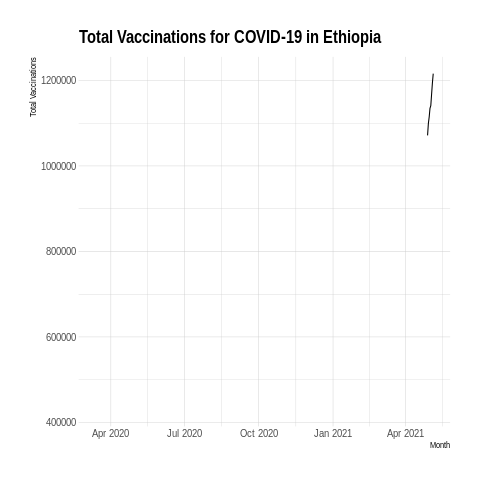 Total Vaccinations for COVID-19 in Ethiopia
Total Vaccinations
1200000
1000000
800000
600000
400000
Apr 2020 Jul 2020 Oct 2020 Jan 2021 Apr 2021
Month